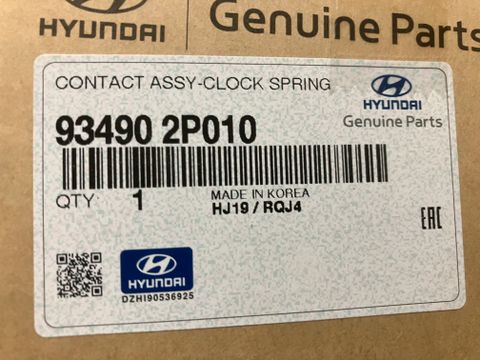 HYUNDAI
Genuine Parts
CONTACT ASSY-CLOCK SPRING
HYUNDAI
Genuine Parts
93490 2P010
QTY 1
MADE IN KOREA
HJ19 / RQJ4
EAC
HYUNDAI
DZHI90536925